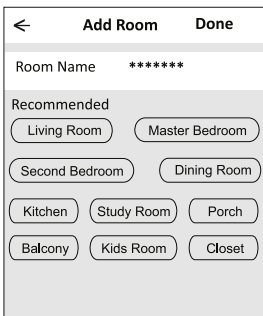 Add Room Done
Room Name *******
Recommended
Living Room Master Bedroom
Second Bedroom Dining Room
Kitchen Study Room Porch
Balcony Kids Room Closet